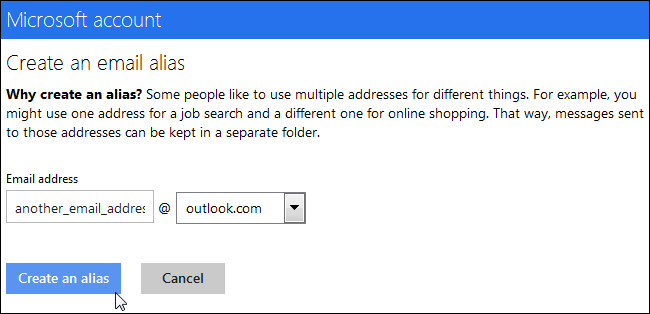 Microsoft account
Create an email alias
Why create an alias? Some people like to use multiple addresses for different things. For example, you
might use one address for a job search and a different one for online shopping. That way, messages sent
to those addresses can be kept in a separate folder.
Email address
another_email_addres @ outlook.com
Create an alias Cancel